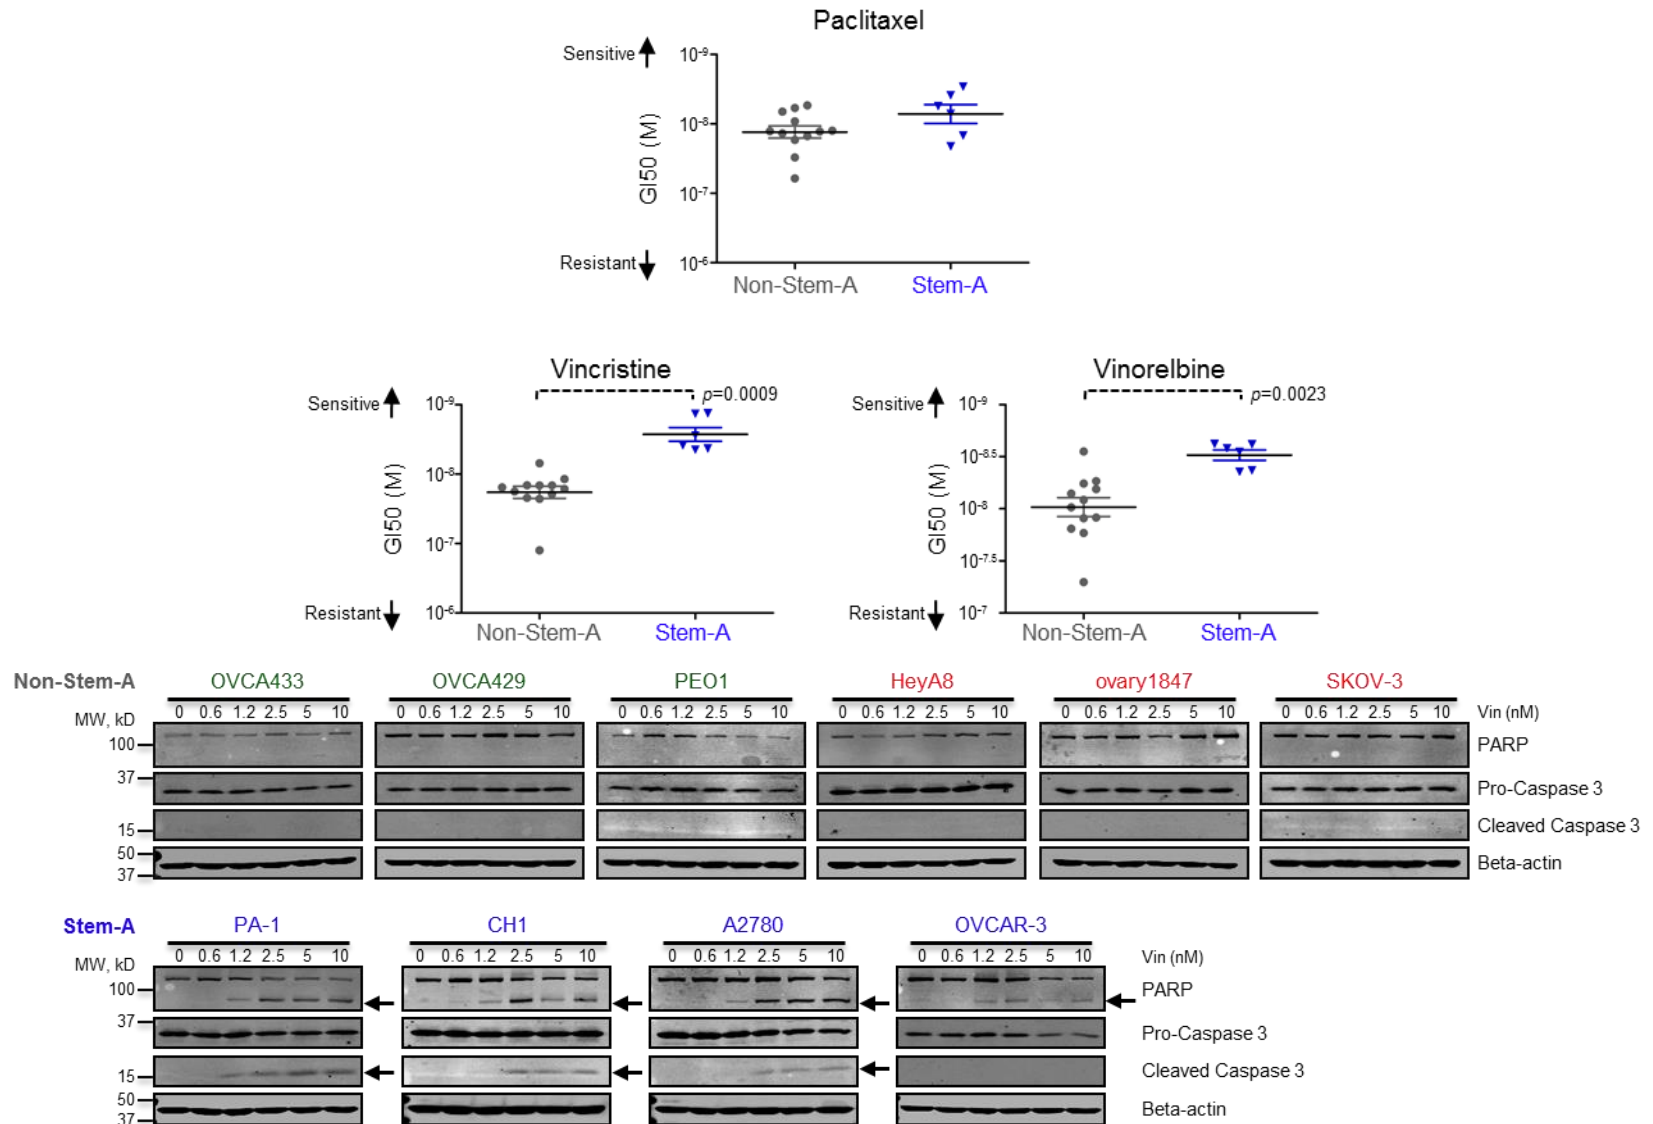 Paclitaxel
Sensitive
10⁻⁹
10⁻⁸
GI50 (M)
10⁻⁷
Resistant
10⁻⁶
Non-Stem-A Stem-A
Vincristine
p=0.0009
Sensitive
10⁻⁹
10⁻⁸
GI50 (M)
10⁻⁷
Resistant
10⁻⁶
Non-Stem-A Stem-A
Vinorelbine
p=0.0023
Sensitive
10⁻⁹
10⁻⁸·⁵
GI50 (M)
10⁻⁸
10⁻⁷·⁵
Resistant
10⁻⁷
Non-Stem-A Stem-A
Non-Stem-A OVCA433 OVCA429 PEO1 HeyA8 ovary1847 SKOV-3
MW, kD 0 0.6 1.2 2.5 5 10 0 0.6 1.2 2.5 5 10 0 0.6 1.2 2.5 5 10 0 0.6 1.2 2.5 5 10 0 0.6 1.2 2.5 5 10 0 0.6 1.2 2.5 5 10 Vin (nM)
100 PARP
37 Pro-Caspase 3
15 Cleaved Caspase 3
50 Beta-actin
37
Stem-A PA-1 CH1 A2780 OVCAR-3
MW, kD 0 0.6 1.2 2.5 5 10 0 0.6 1.2 2.5 5 10 0 0.6 1.2 2.5 5 10 0 0.6 1.2 2.5 5 10 Vin (nM)
100 PARP
37 Pro-Caspase 3
15 Cleaved Caspase 3
50 Beta-actin
37